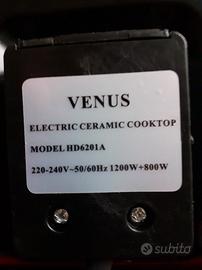 VENUS
ELECTRIC CERAMIC COOKTOP
MODEL HD6201A
220-240V~50/60Hz 1200W+800W
subito